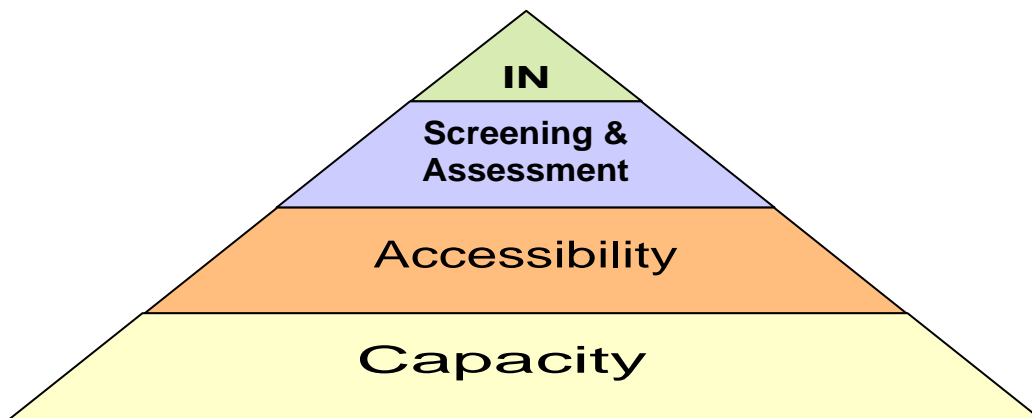 IN
Screening &
Assessment
Accessibility
Capacity